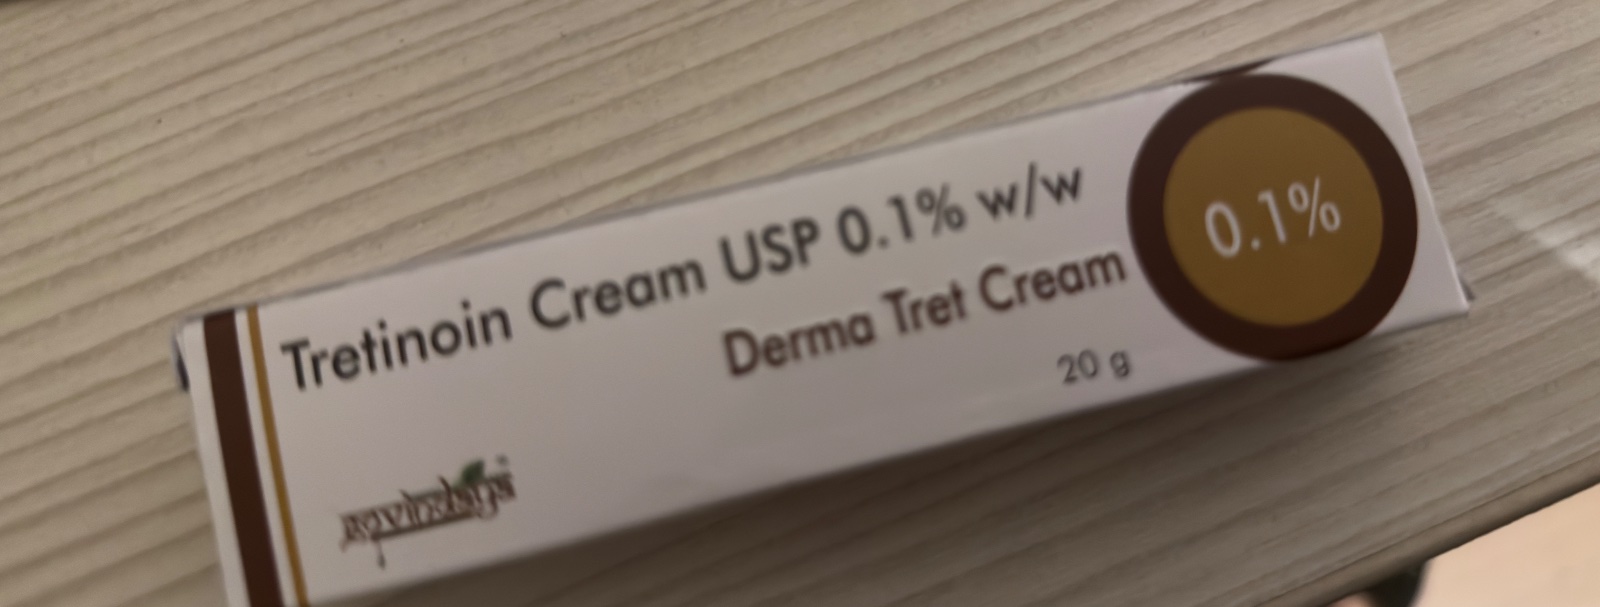 Tretinoin Cream USP 0.1% w/w
Derma Tret Cream
20 g
0.1%